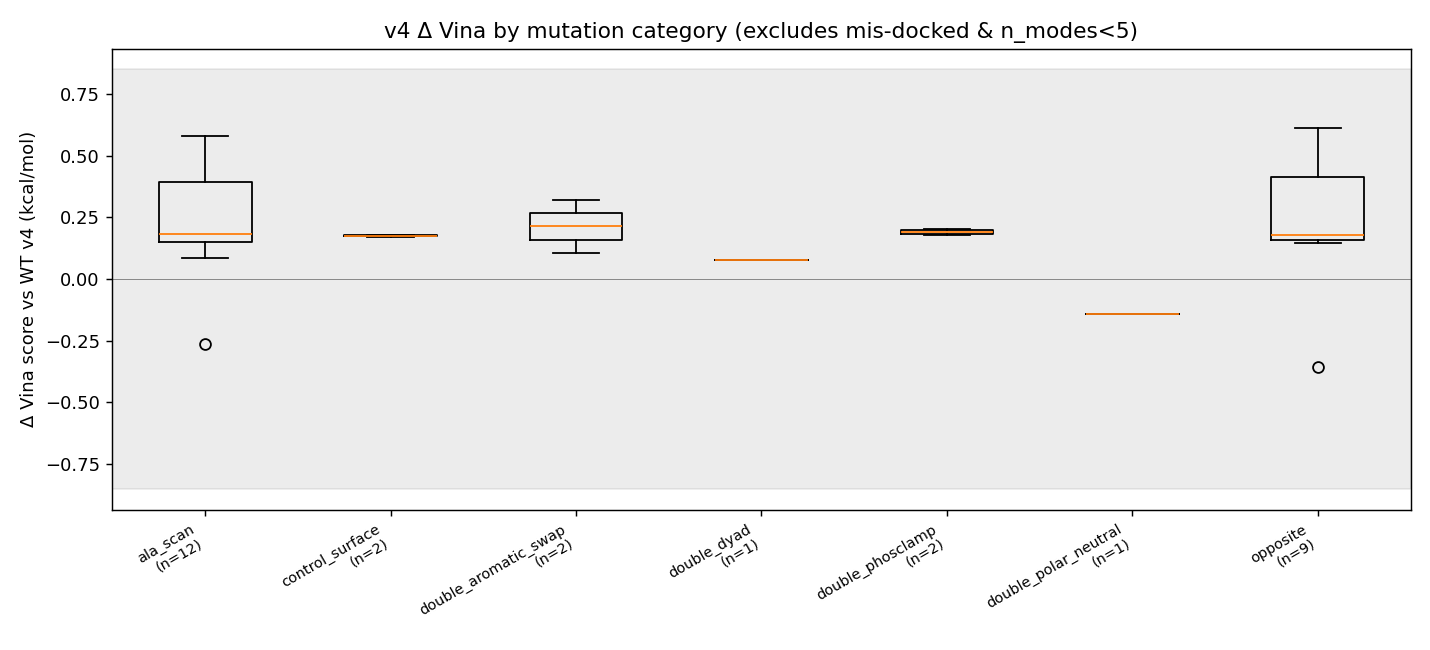 v4 Δ Vina by mutation category (excludes mis-docked & n_modes<5)
Δ Vina score vs WT v4 (kcal/mol)
0.75
0.50
0.25
0.00
−0.25
−0.50
−0.75
ala_scan
(n=12)
control_surface
(n=2)
double_aromatic_swap
(n=2)
double_dyad
(n=1)
double_phosclamp
(n=2)
double_polar_neutral
(n=1)
opposite
(n=9)